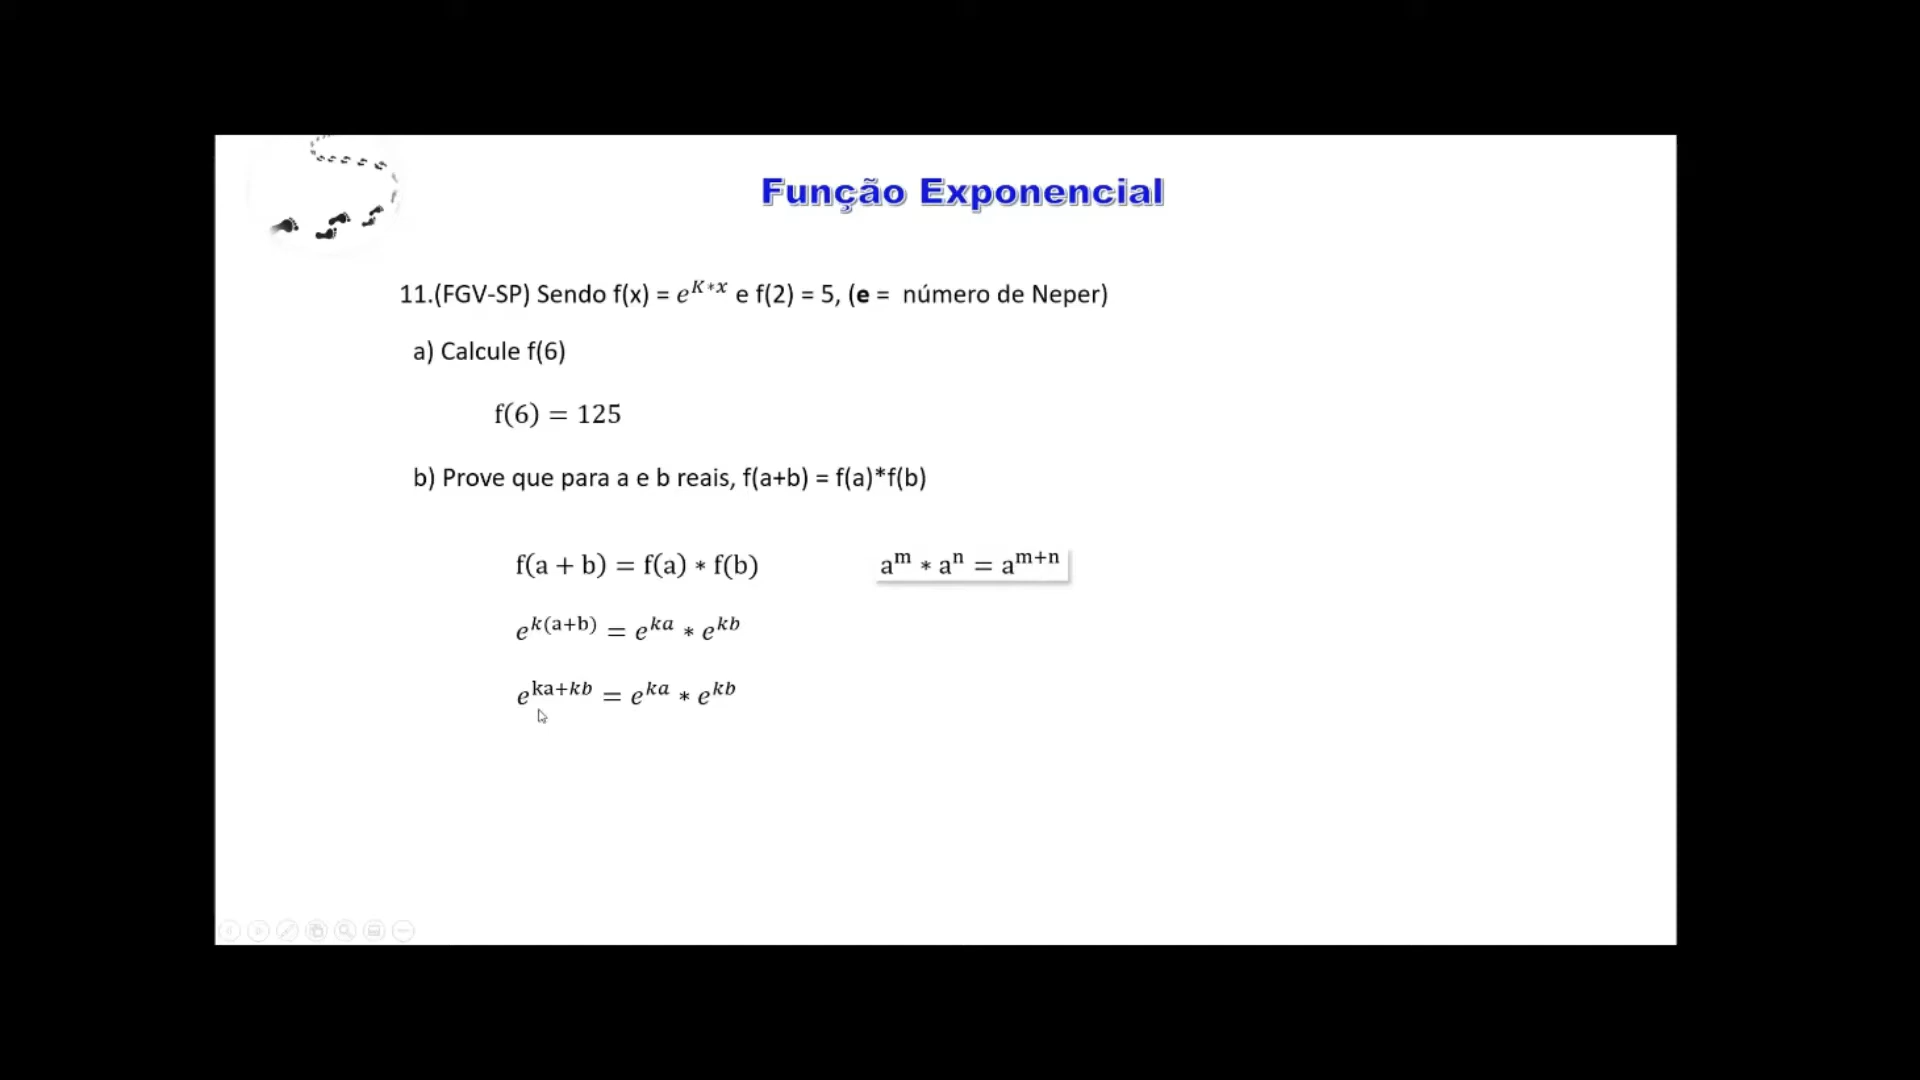 Função Exponencial
11.(FGV-SP) Sendo f(x) = e^{K*x} e f(2) = 5, (e = número de Neper)
a) Calcule f(6)
f(6) = 125
b) Prove que para a e b reais, f(a+b) = f(a)*f(b)
f(a + b) = f(a) ∗ f(b) a^m ∗ a^n = a^{m+n}
e^{k(a+b)} = e^{ka} ∗ e^{kb}
e^{ka+kb} = e^{ka} ∗ e^{kb}